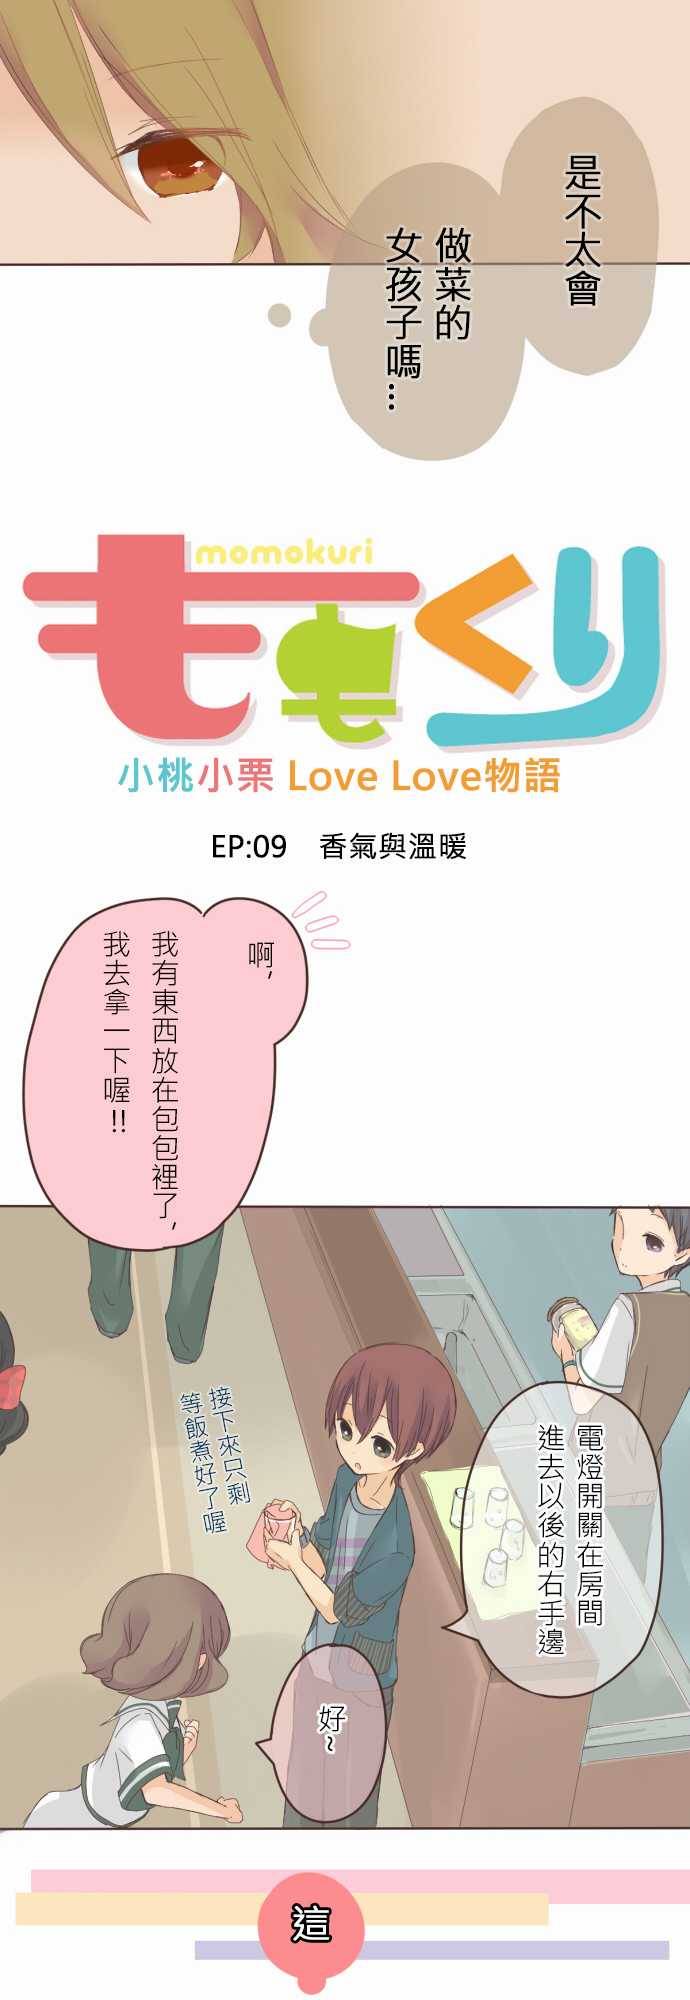 是不太會
做菜的
女孩子嗎…
momokuri
ももくり
小桃小栗 Love Love物語
EP:09 香氣與溫暖
啊,
我有東西放在包包裡了,
我去拿一下喔!!
電燈開關在房間
進去以後的右手邊
接下來只剩
等飯煮好了喔
好~
這